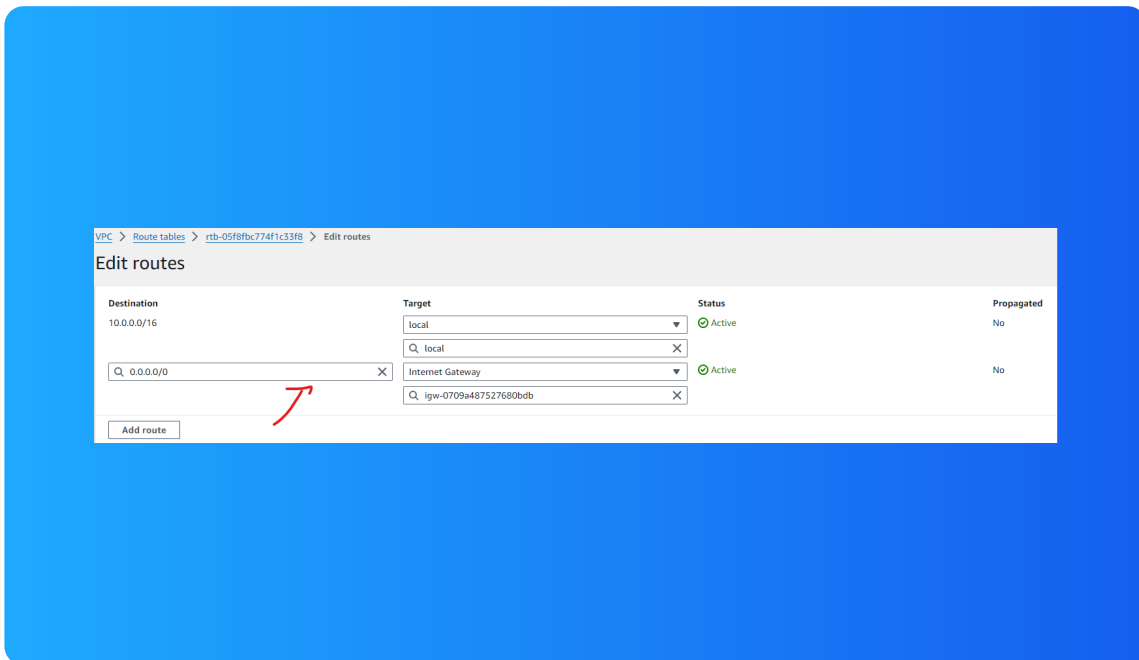 VPC > Route tables > rtb-05f8fbc774f1c33f8 > Edit routes
Edit routes
Destination Target Status Propagated
10.0.0.0/16 local Active No
local
0.0.0.0/0 Internet Gateway Active No
igw-0709a487527680bdb
Add route